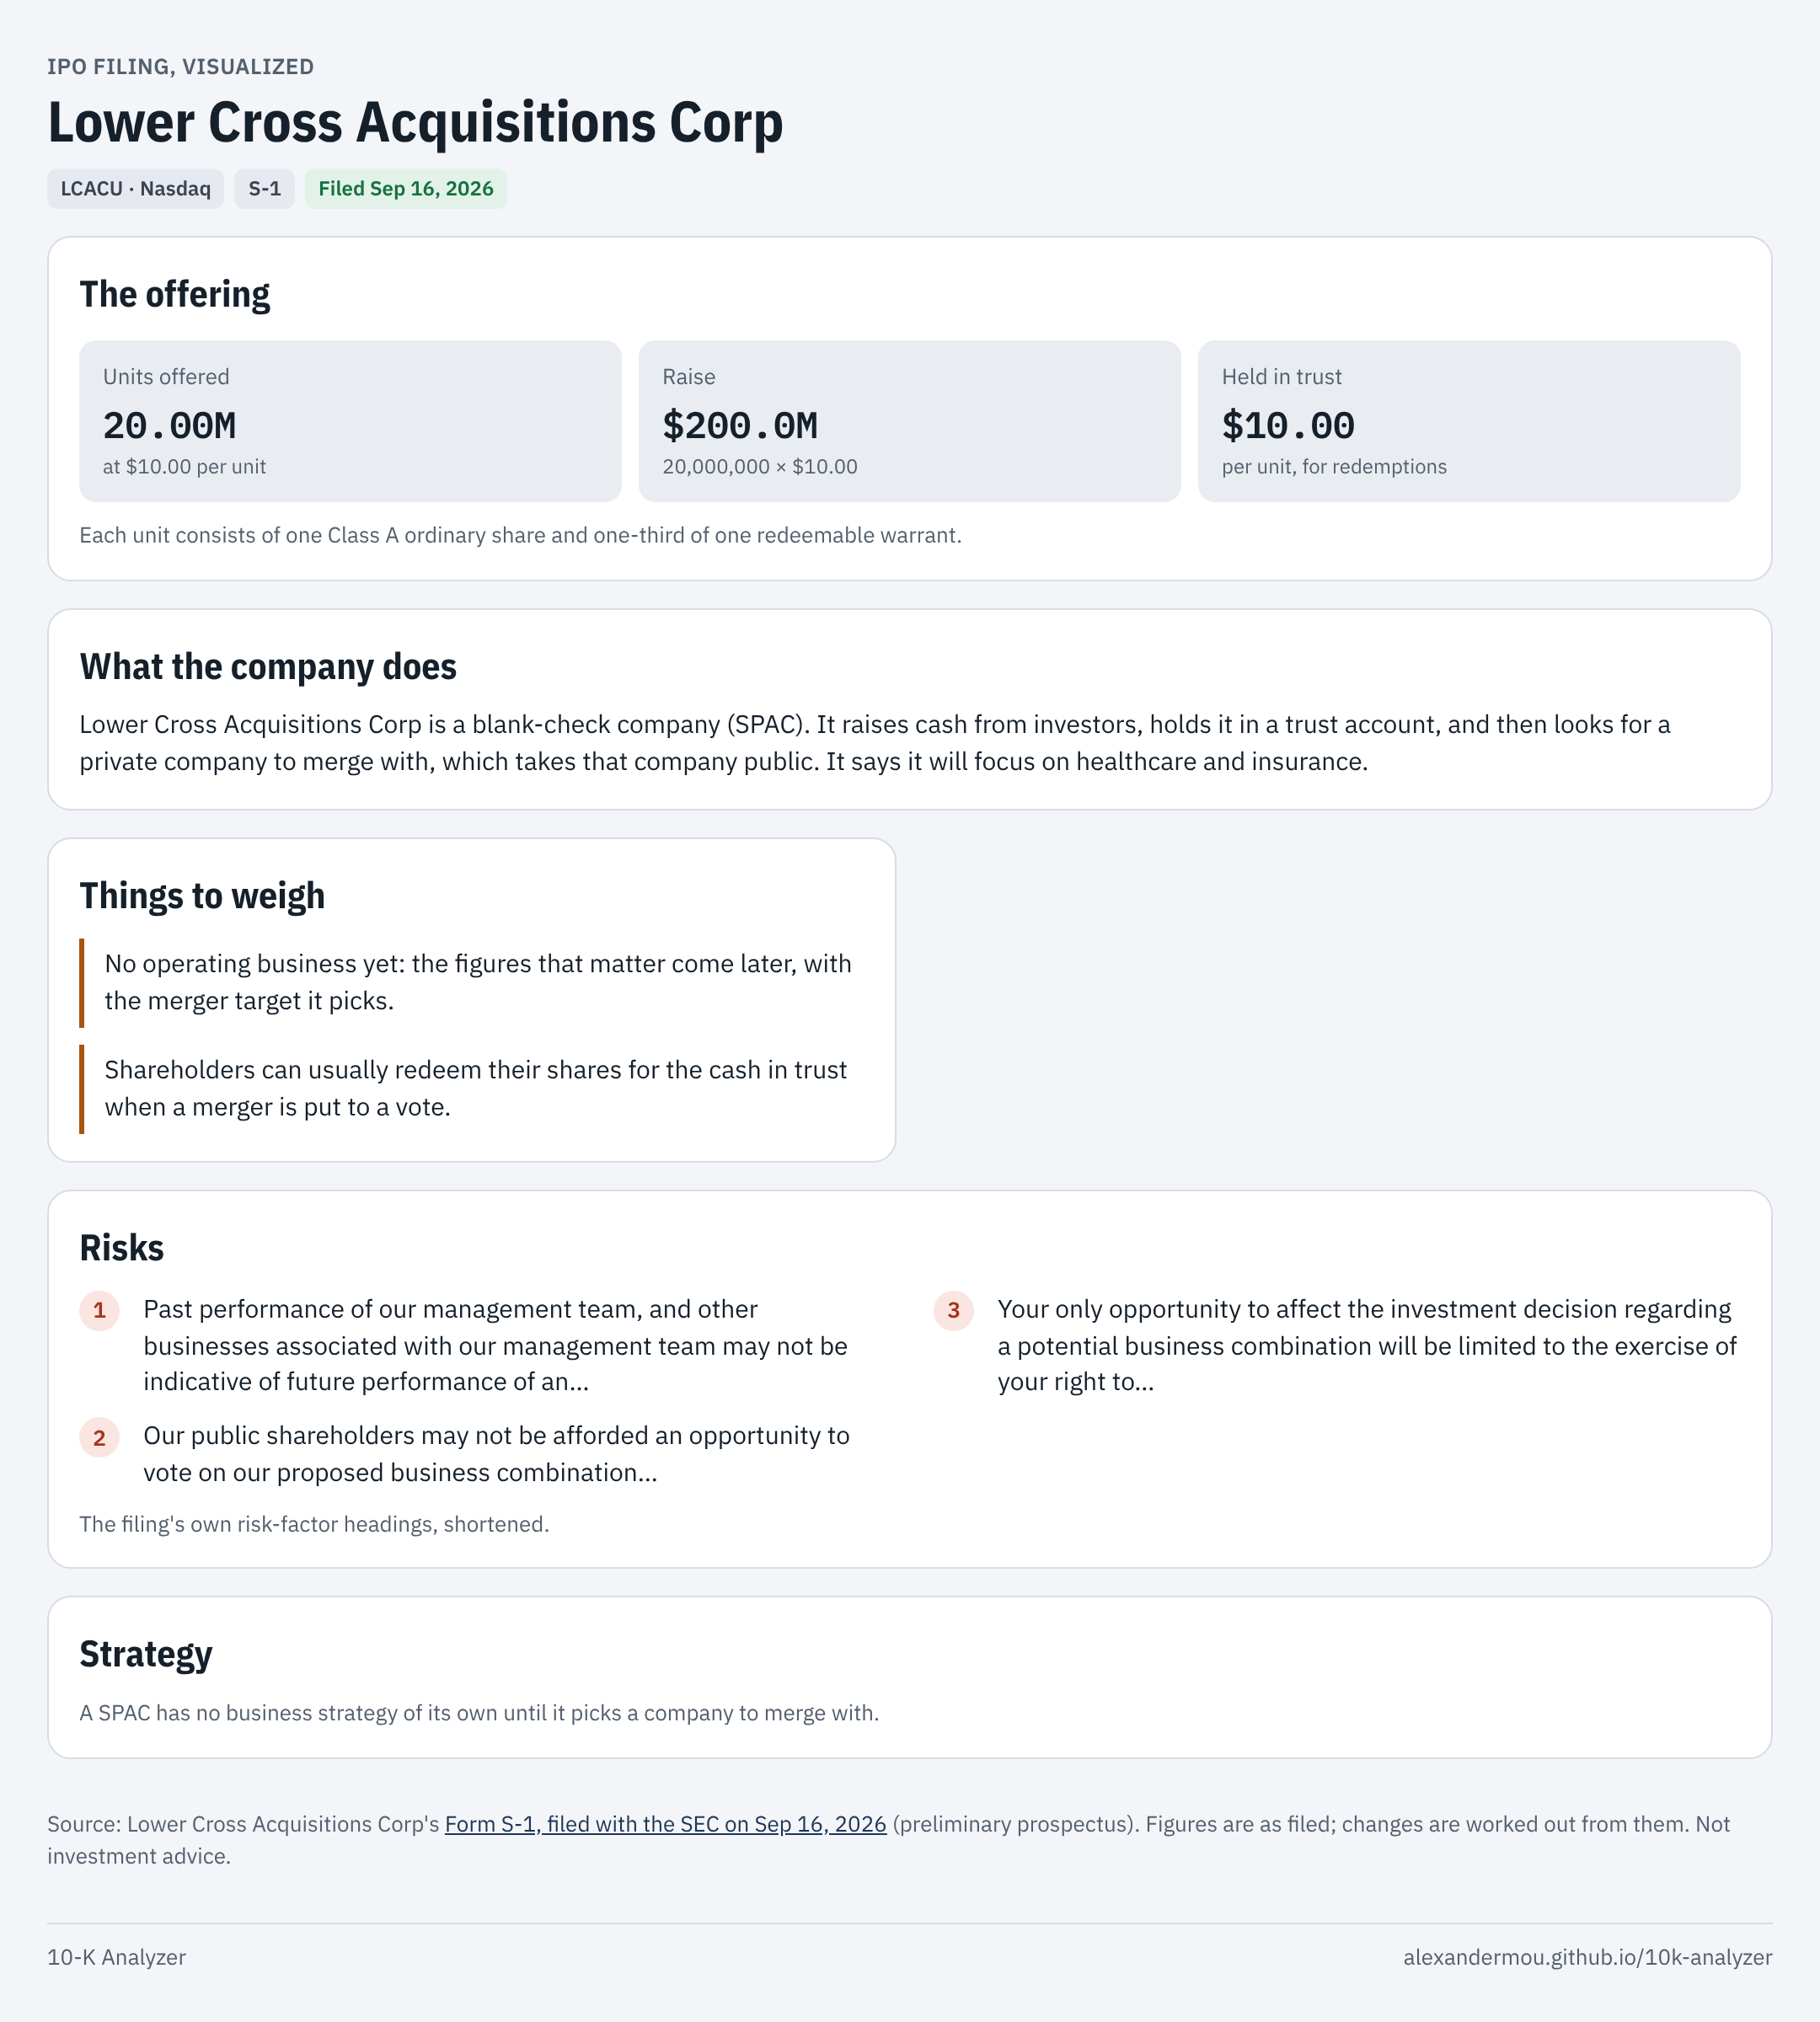 IPO FILING, VISUALIZED
Lower Cross Acquisitions Corp
LCACU · Nasdaq S-1 Filed Sep 16, 2026
The offering
Units offered
20.00M
at $10.00 per unit
Raise
$200.0M
20,000,000 × $10.00
Held in trust
$10.00
per unit, for redemptions
Each unit consists of one Class A ordinary share and one-third of one redeemable warrant.
What the company does
Lower Cross Acquisitions Corp is a blank-check company (SPAC). It raises cash from investors, holds it in a trust account, and then looks for a
private company to merge with, which takes that company public. It says it will focus on healthcare and insurance.
Things to weigh
No operating business yet: the figures that matter come later, with
the merger target it picks.
Shareholders can usually redeem their shares for the cash in trust
when a merger is put to a vote.
Risks
1 Past performance of our management team, and other
businesses associated with our management team may not be
indicative of future performance of an…
2 Our public shareholders may not be afforded an opportunity to
vote on our proposed business combination…
3 Your only opportunity to affect the investment decision regarding
a potential business combination will be limited to the exercise of
your right to…
The filing's own risk-factor headings, shortened.
Strategy
A SPAC has no business strategy of its own until it picks a company to merge with.
Source: Lower Cross Acquisitions Corp's Form S-1, filed with the SEC on Sep 16, 2026 (preliminary prospectus). Figures are as filed; changes are worked out from them. Not
investment advice.
10-K Analyzer
alexandermou.github.io/10k-analyzer